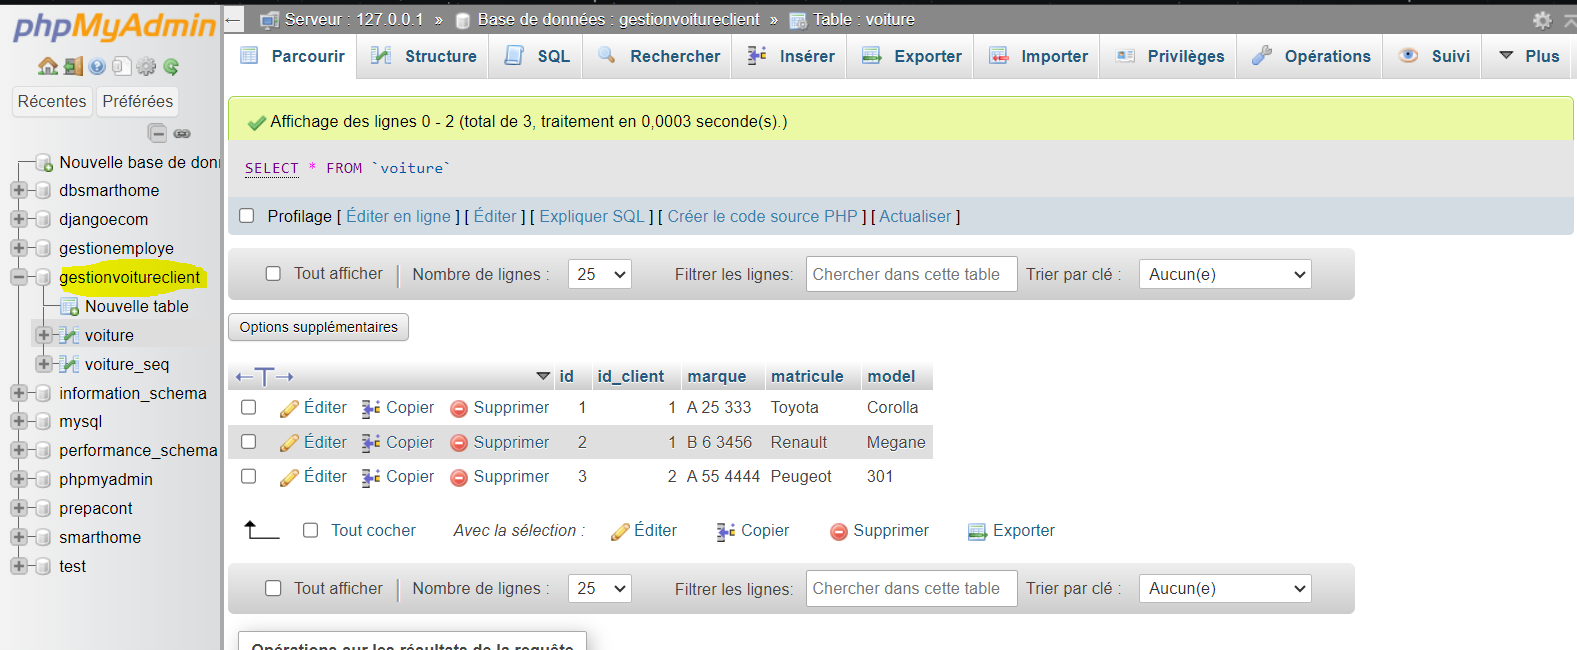 phpMyAdmin
Récentes Préférées
Nouvelle base de donn
dbsmarthome
djangoecom
gestionemploye
gestionvoitureclient
Nouvelle table
voiture
voiture_seq
information_schema
mysql
performance_schema
phpmyadmin
prepacont
smarthome
test
← Serveur : 127.0.0.1 » Base de données : gestionvoitureclient » Table : voiture
Parcourir Structure SQL Rechercher Insérer Exporter Importer Privilèges Opérations Suivi Plus
Affichage des lignes 0 - 2 (total de 3, traitement en 0,0003 seconde(s).)
SELECT * FROM `voiture`
Profilage [ Éditer en ligne ] [ Éditer ] [ Expliquer SQL ] [ Créer le code source PHP ] [ Actualiser ]
Tout afficher | Nombre de lignes : 25 Filtrer les lignes: Chercher dans cette table Trier par clé : Aucun(e)
Options supplémentaires
←T→ id id_client marque matricule model
Éditer Copier Supprimer 1 1 A 25 333 Toyota Corolla
Éditer Copier Supprimer 2 1 B 6 3456 Renault Megane
Éditer Copier Supprimer 3 2 A 55 4444 Peugeot 301
Tout cocher Avec la sélection : Éditer Copier Supprimer Exporter
Tout afficher | Nombre de lignes : 25 Filtrer les lignes: Chercher dans cette table Trier par clé : Aucun(e)
Opérations sur les résultats de la requête